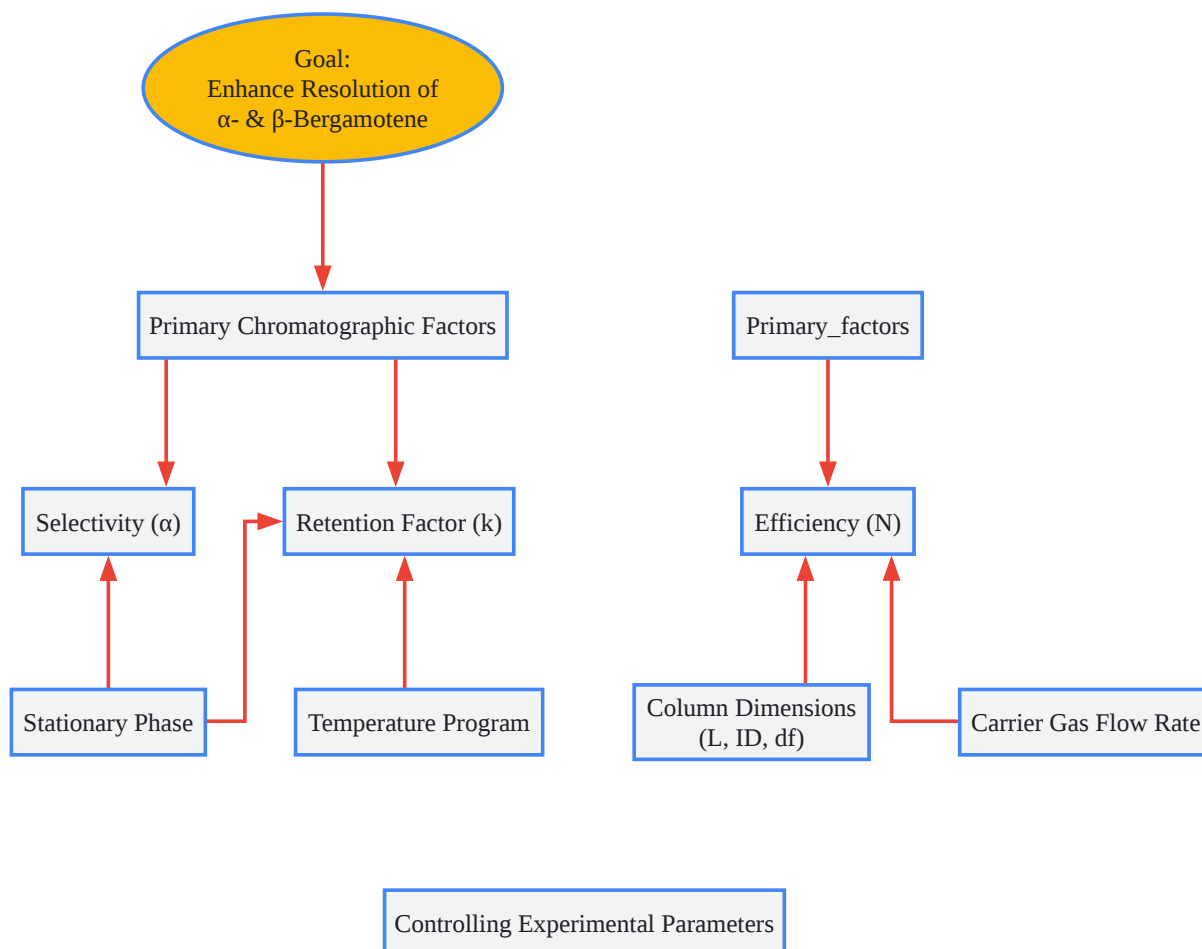 Goal:
Enhance Resolution of
α- & β-Bergamotene
Primary Chromatographic Factors
Primary_factors
Selectivity (α)
Retention Factor (k)
Efficiency (N)
Stationary Phase
Temperature Program
Column Dimensions
(L, ID, df)
Carrier Gas Flow Rate
Controlling Experimental Parameters